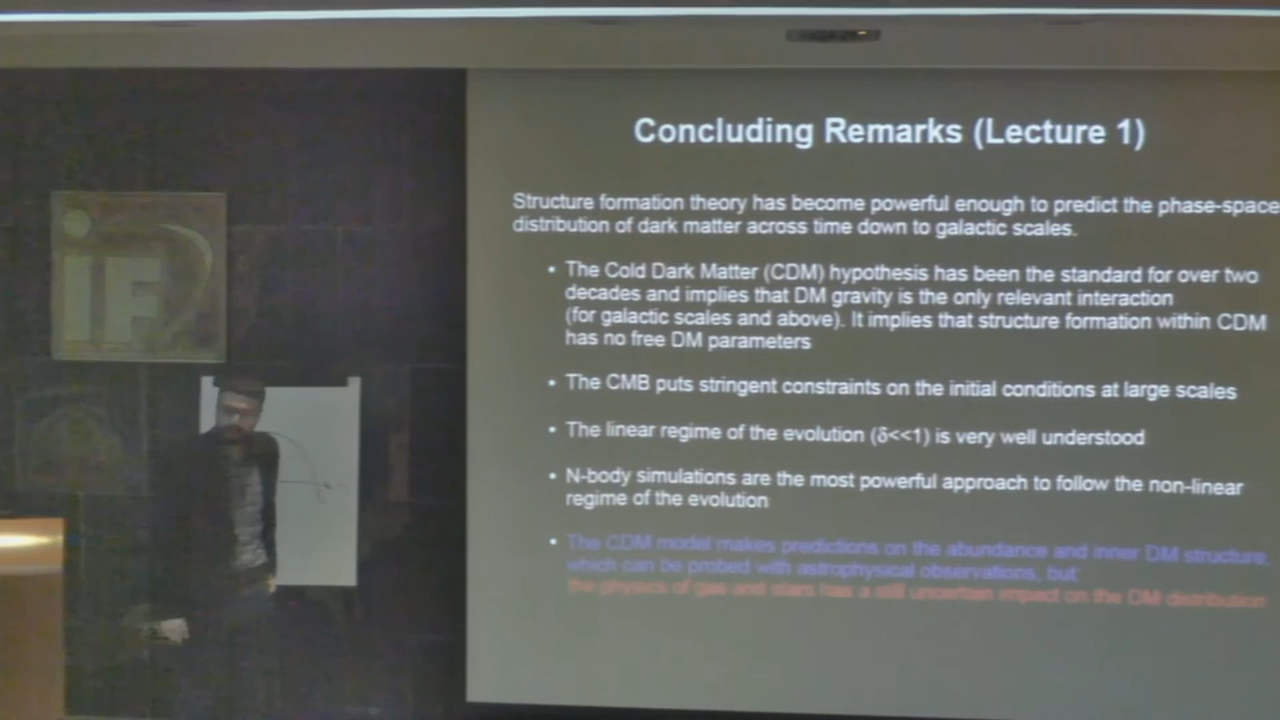 iF
Concluding Remarks (Lecture 1)
Structure formation theory has become powerful enough to predict the phase-space
distribution of dark matter across time down to galactic scales.
• The Cold Dark Matter (CDM) hypothesis has been the standard for over two
decades and implies that DM gravity is the only relevant interaction
(for galactic scales and above). It implies that structure formation within CDM
has no free DM parameters
• The CMB puts stringent constraints on the initial conditions at large scales
• The linear regime of the evolution (δ<<1) is very well understood
• N-body simulations are the most powerful approach to follow the non-linear
regime of the evolution
• The CDM model makes predictions on the abundance and inner DM structure,
which can be probed with astrophysical observations, but
the physics of gas and stars has a still uncertain impact on the DM distribution